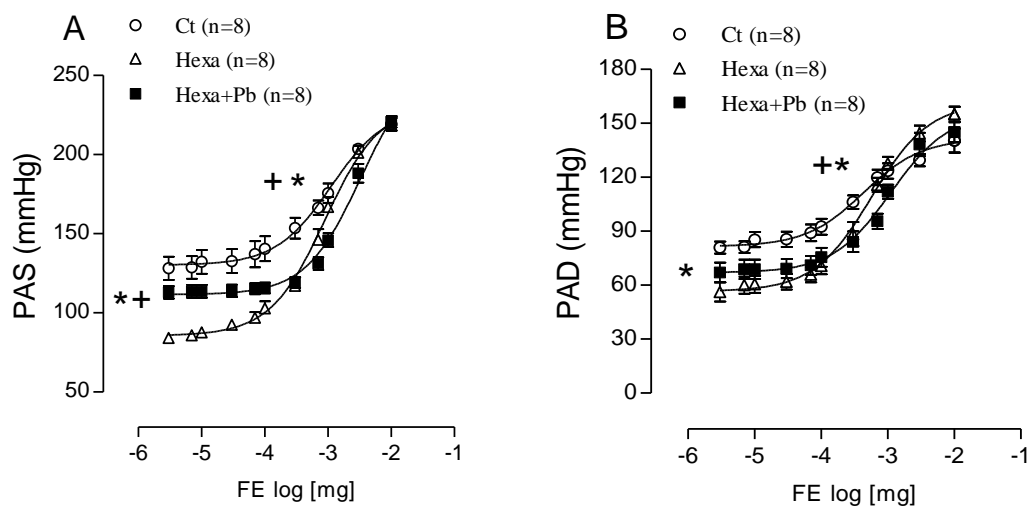 A
Ct (n=8)
Hexa (n=8)
Hexa+Pb (n=8)
250
200
150
100
50
PAS (mmHg)
+ *
*+
-6 -5 -4 -3 -2 -1
FE log [mg]
B
Ct (n=8)
Hexa (n=8)
Hexa+Pb (n=8)
180
150
120
90
60
30
0
PAD (mmHg)
+*
*
-6 -5 -4 -3 -2 -1
FE log [mg]